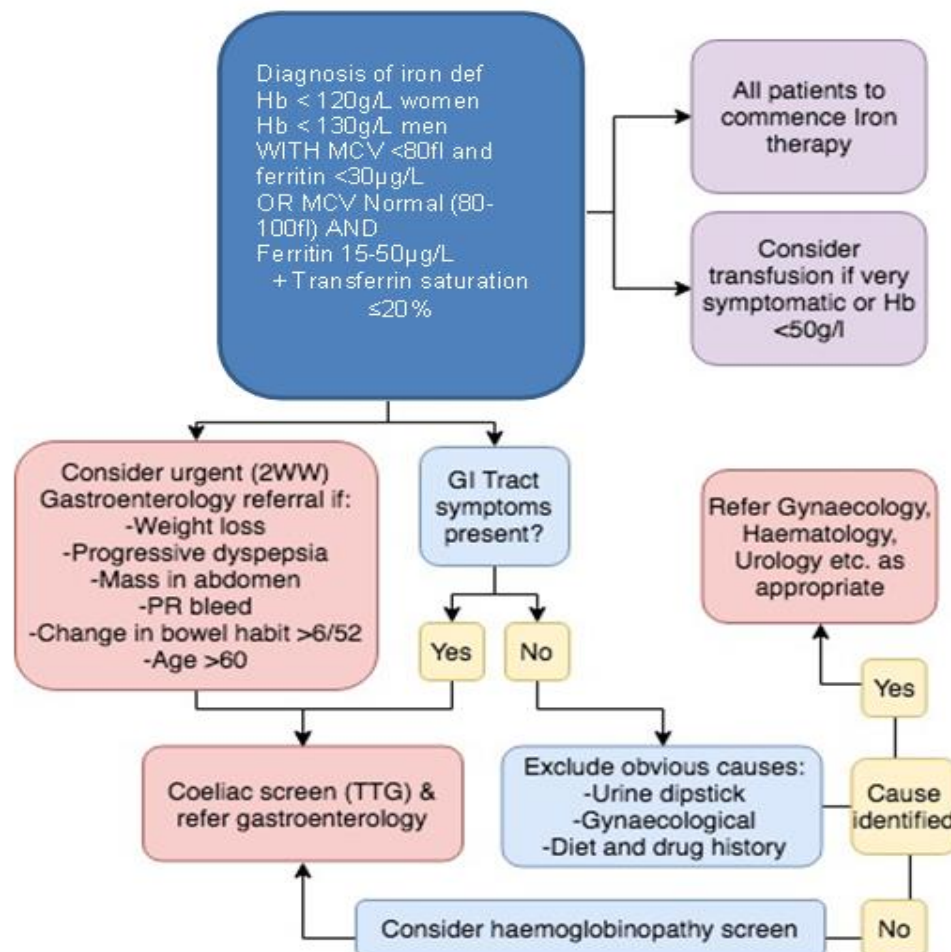 Diagnosis of iron def
Hb < 120g/L women
Hb < 130g/L men
WITH MCV <80fl and
ferritin <30µg/L
OR MCV Normal (80-
100fl) AND
Ferritin 15-50µg/L
+ Transferrin saturation
≤20%
All patients to
commence Iron
therapy
Consider
transfusion if very
symptomatic or Hb
<50g/l
Consider urgent (2WW)
Gastroenterology referral if:
-Weight loss
-Progressive dyspepsia
-Mass in abdomen
-PR bleed
-Change in bowel habit >6/52
-Age >60
GI Tract
symptoms
present?
Refer Gynaecology,
Haematology,
Urology etc. as
appropriate
Yes
No
Yes
Coeliac screen (TTG) &
refer gastroenterology
Exclude obvious causes:
-Urine dipstick
-Gynaecological
-Diet and drug history
Cause
identified
Consider haemoglobinopathy screen
No